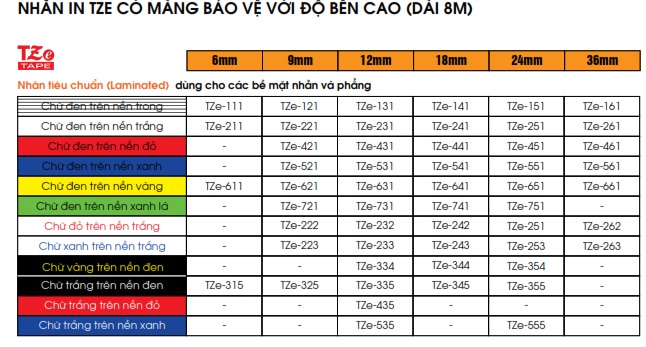 NHÃN IN TZE CÓ MÀNG BẢO VỆ VỚI ĐỘ BỀN CAO (DÀI 8M)
TZe TAPE 6mm 9mm 12mm 18mm 24mm 36mm
Nhãn tiêu chuẩn (Laminated) dùng cho các bề mặt nhẵn và phẳng
Chữ đen trên nền trong TZe-111 TZe-121 TZe-131 TZe-141 TZe-151 TZe-161
Chữ đen trên nền trắng TZe-211 TZe-221 TZe-231 TZe-241 TZe-251 TZe-261
Chữ đen trên nền đỏ - TZe-421 TZe-431 TZe-441 TZe-451 TZe-461
Chữ đen trên nền xanh - TZe-521 TZe-531 TZe-541 TZe-551 TZe-561
Chữ đen trên nền vàng TZe-611 TZe-621 TZe-631 TZe-641 TZe-651 TZe-661
Chữ đen trên nền xanh lá - TZe-721 TZe-731 TZe-741 TZe-751 -
Chữ đỏ trên nền trắng - TZe-222 TZe-232 TZe-242 TZe-251 TZe-262
Chữ xanh trên nền trắng - TZe-223 TZe-233 TZe-243 TZe-253 TZe-263
Chữ vàng trên nền đen - - TZe-334 TZe-344 TZe-354 -
Chữ trắng trên nền đen TZe-315 TZe-325 TZe-335 TZe-345 TZe-355 -
Chữ trắng trên nền đỏ - - TZe-435 - - -
Chữ trắng trên nền xanh - - TZe-535 - TZe-555 -